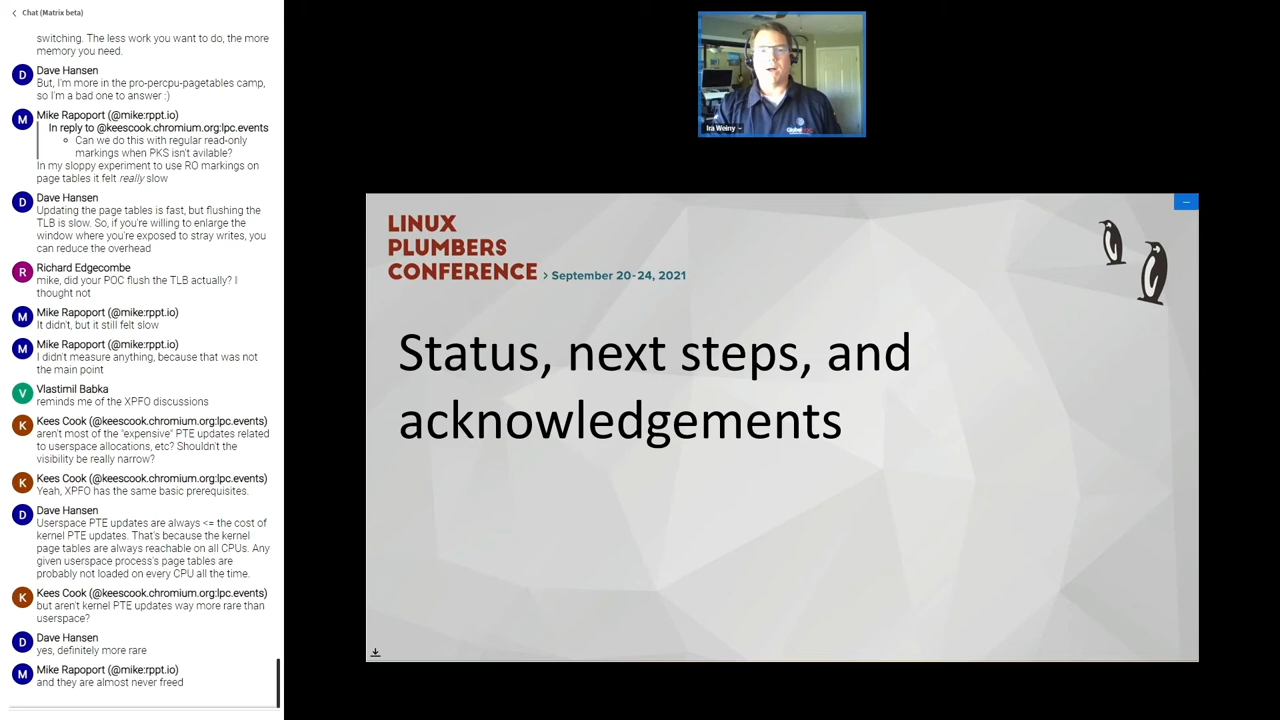 Chat (Matrix beta)
switching. The less work you want to do, the more
memory you need.
D
Dave Hansen
But, I'm more in the pro-percpu-pagetables camp,
so I'm a bad one to answer :)
M
Mike Rapoport (@mike:rppt.io)
In reply to @keescook.chromium.org:lpc.events
Can we do this with regular read-only
markings when PKS isn't avilable?
In my sloppy experiment to use RO markings on
page tables it felt really slow
D
Dave Hansen
Updating the page tables is fast, but flushing the
TLB is slow. So, if you're willing to enlarge the
window where you're exposed to stray writes, you
can reduce the overhead
R
Richard Edgecombe
mike, did your POC flush the TLB actually? I
thought not
M
Mike Rapoport (@mike:rppt.io)
It didn't, but it still felt slow
M
Mike Rapoport (@mike:rppt.io)
I didn't measure anything, because that was not
the main point
V
Vlastimil Babka
reminds me of the XPFO discussions
K
Kees Cook (@keescook.chromium.org:lpc.events)
aren't most of the "expensive" PTE updates related
to userspace allocations, etc? Shouldn't the
visibility be really narrow?
K
Kees Cook (@keescook.chromium.org:lpc.events)
Yeah, XPFO has the same basic prerequisites.
D
Dave Hansen
Userspace PTE updates are always <= the cost of
kernel PTE updates. That's because the kernel
page tables are always reachable on all CPUs. Any
given userspace process's page tables are
probably not loaded on every CPU all the time.
K
Kees Cook (@keescook.chromium.org:lpc.events)
but aren't kernel PTE updates way more rare than
userspace?
D
Dave Hansen
yes, definitely more rare
M
Mike Rapoport (@mike:rppt.io)
and they are almost never freed
Ira Weiny
LINUX
PLUMBERS
CONFERENCE > September 20-24, 2021
Status, next steps, and
acknowledgements